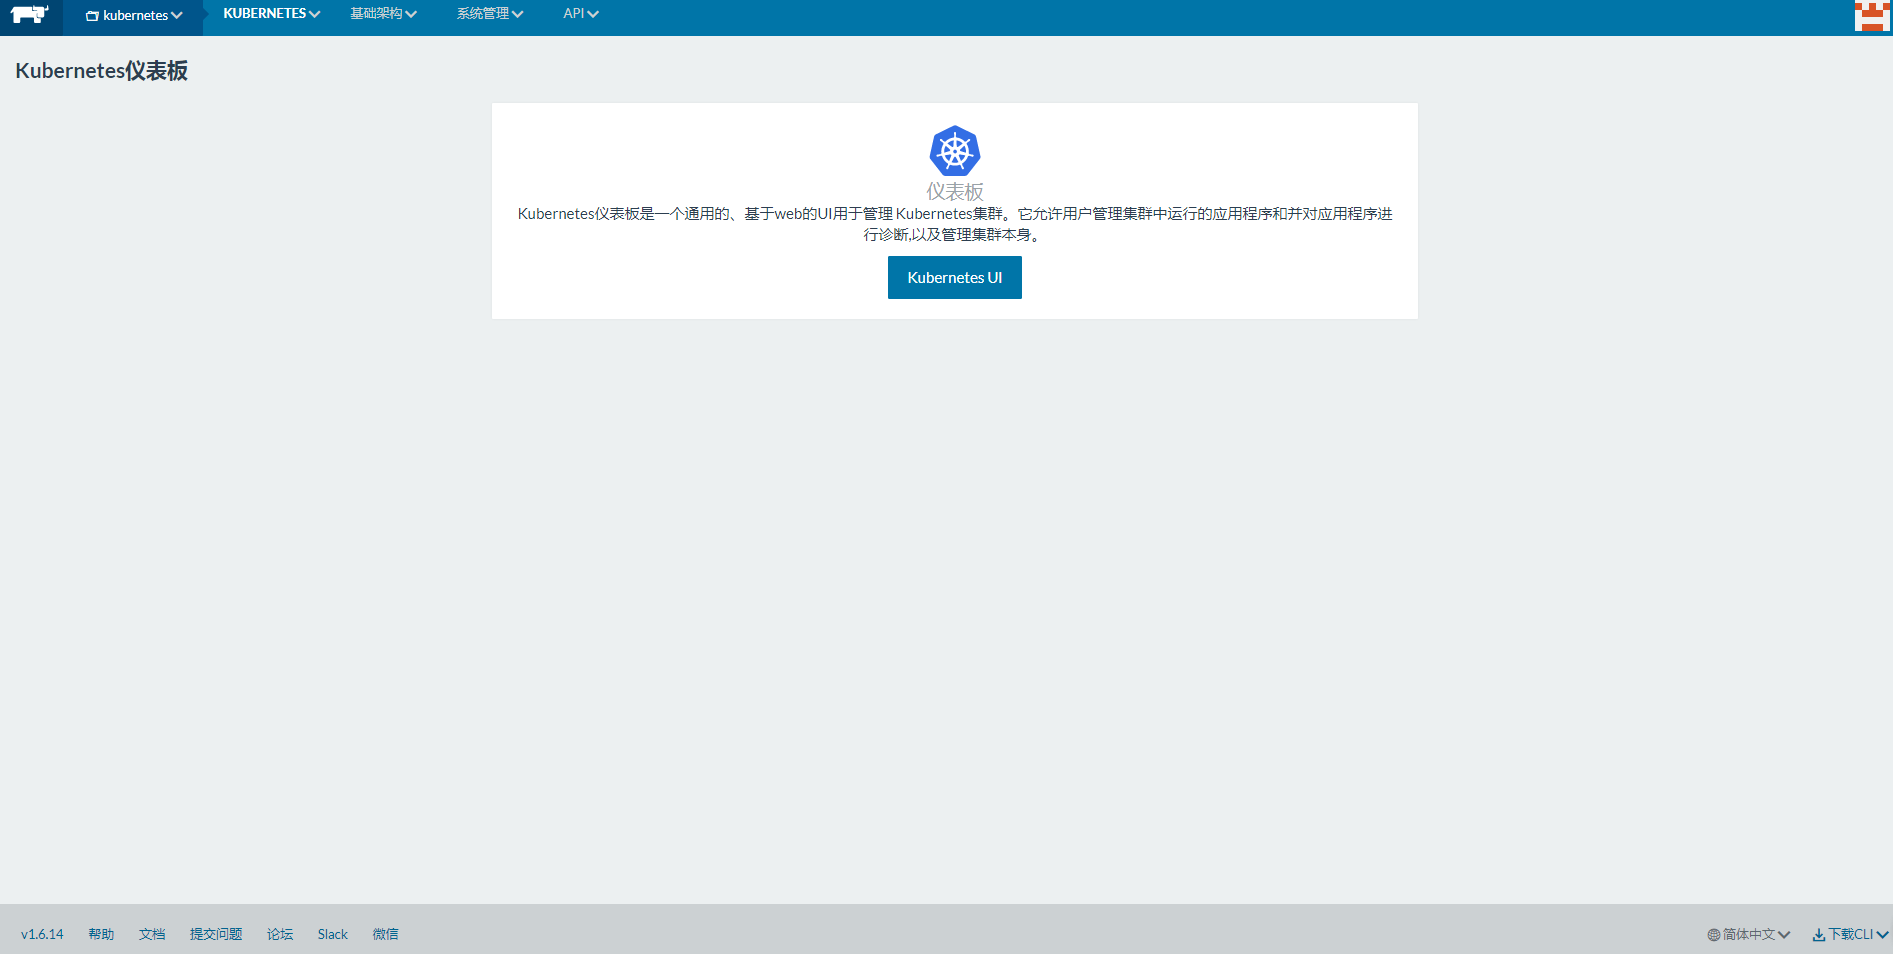 kubernetes
KUBERNETES
基础架构
系统管理
API
Kubernetes仪表板
仪表板
Kubernetes仪表板是一个通用的、基于web的UI用于管理 Kubernetes集群。它允许用户管理集群中运行的应用程序和并对应用程序进
行诊断,以及管理集群本身。
Kubernetes UI
v1.6.14
帮助
文档
提交问题
论坛
Slack
微信
简体中文
下载CLI